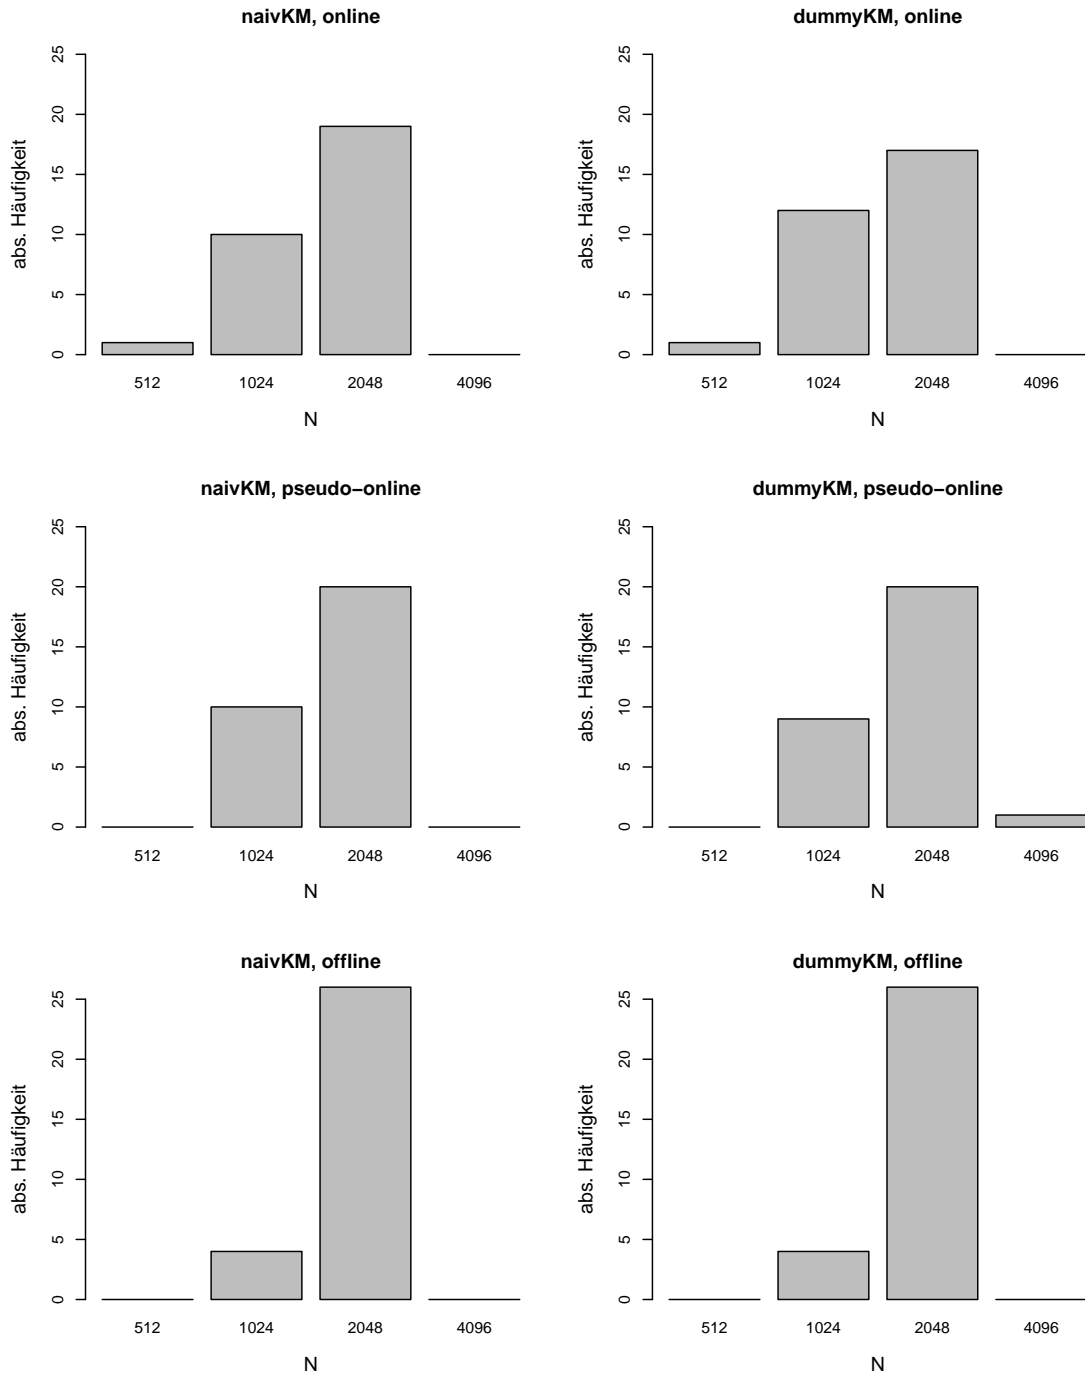 naivKM, online
abs. Häufigkeit
25
20
15
10
5
0
512 1024 2048 4096
N
dummyKM, online
abs. Häufigkeit
25
20
15
10
5
0
512 1024 2048 4096
N
naivKM, pseudo−online
abs. Häufigkeit
25
20
15
10
5
0
512 1024 2048 4096
N
dummyKM, pseudo−online
abs. Häufigkeit
25
20
15
10
5
0
512 1024 2048 4096
N
naivKM, offline
abs. Häufigkeit
25
20
15
10
5
0
512 1024 2048 4096
N
dummyKM, offline
abs. Häufigkeit
25
20
15
10
5
0
512 1024 2048 4096
N